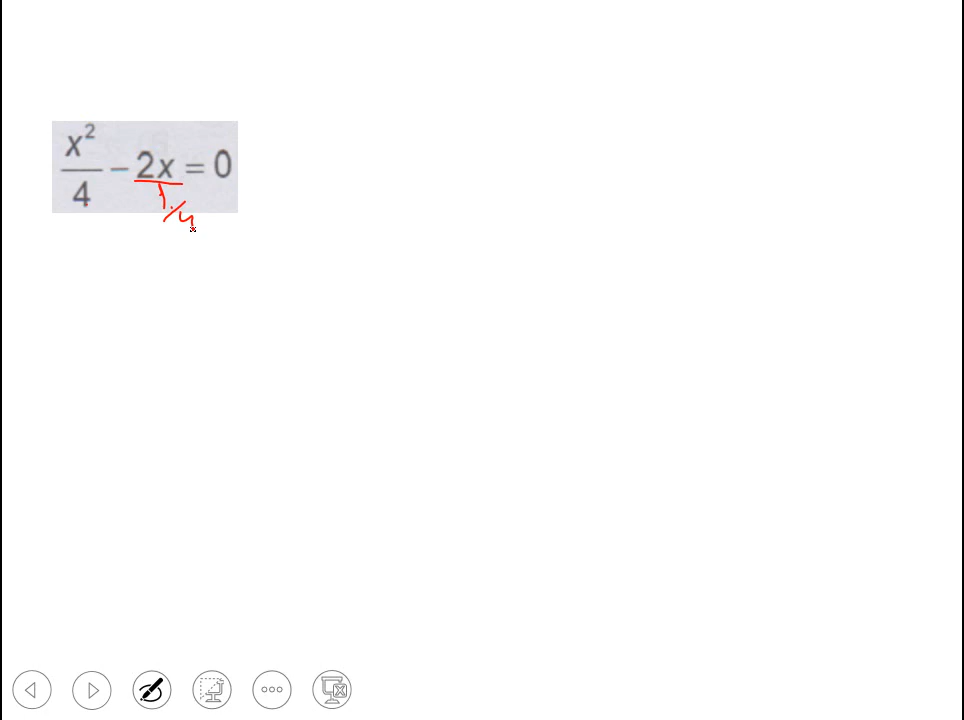 x²/4 − 2x = 0
1 /4